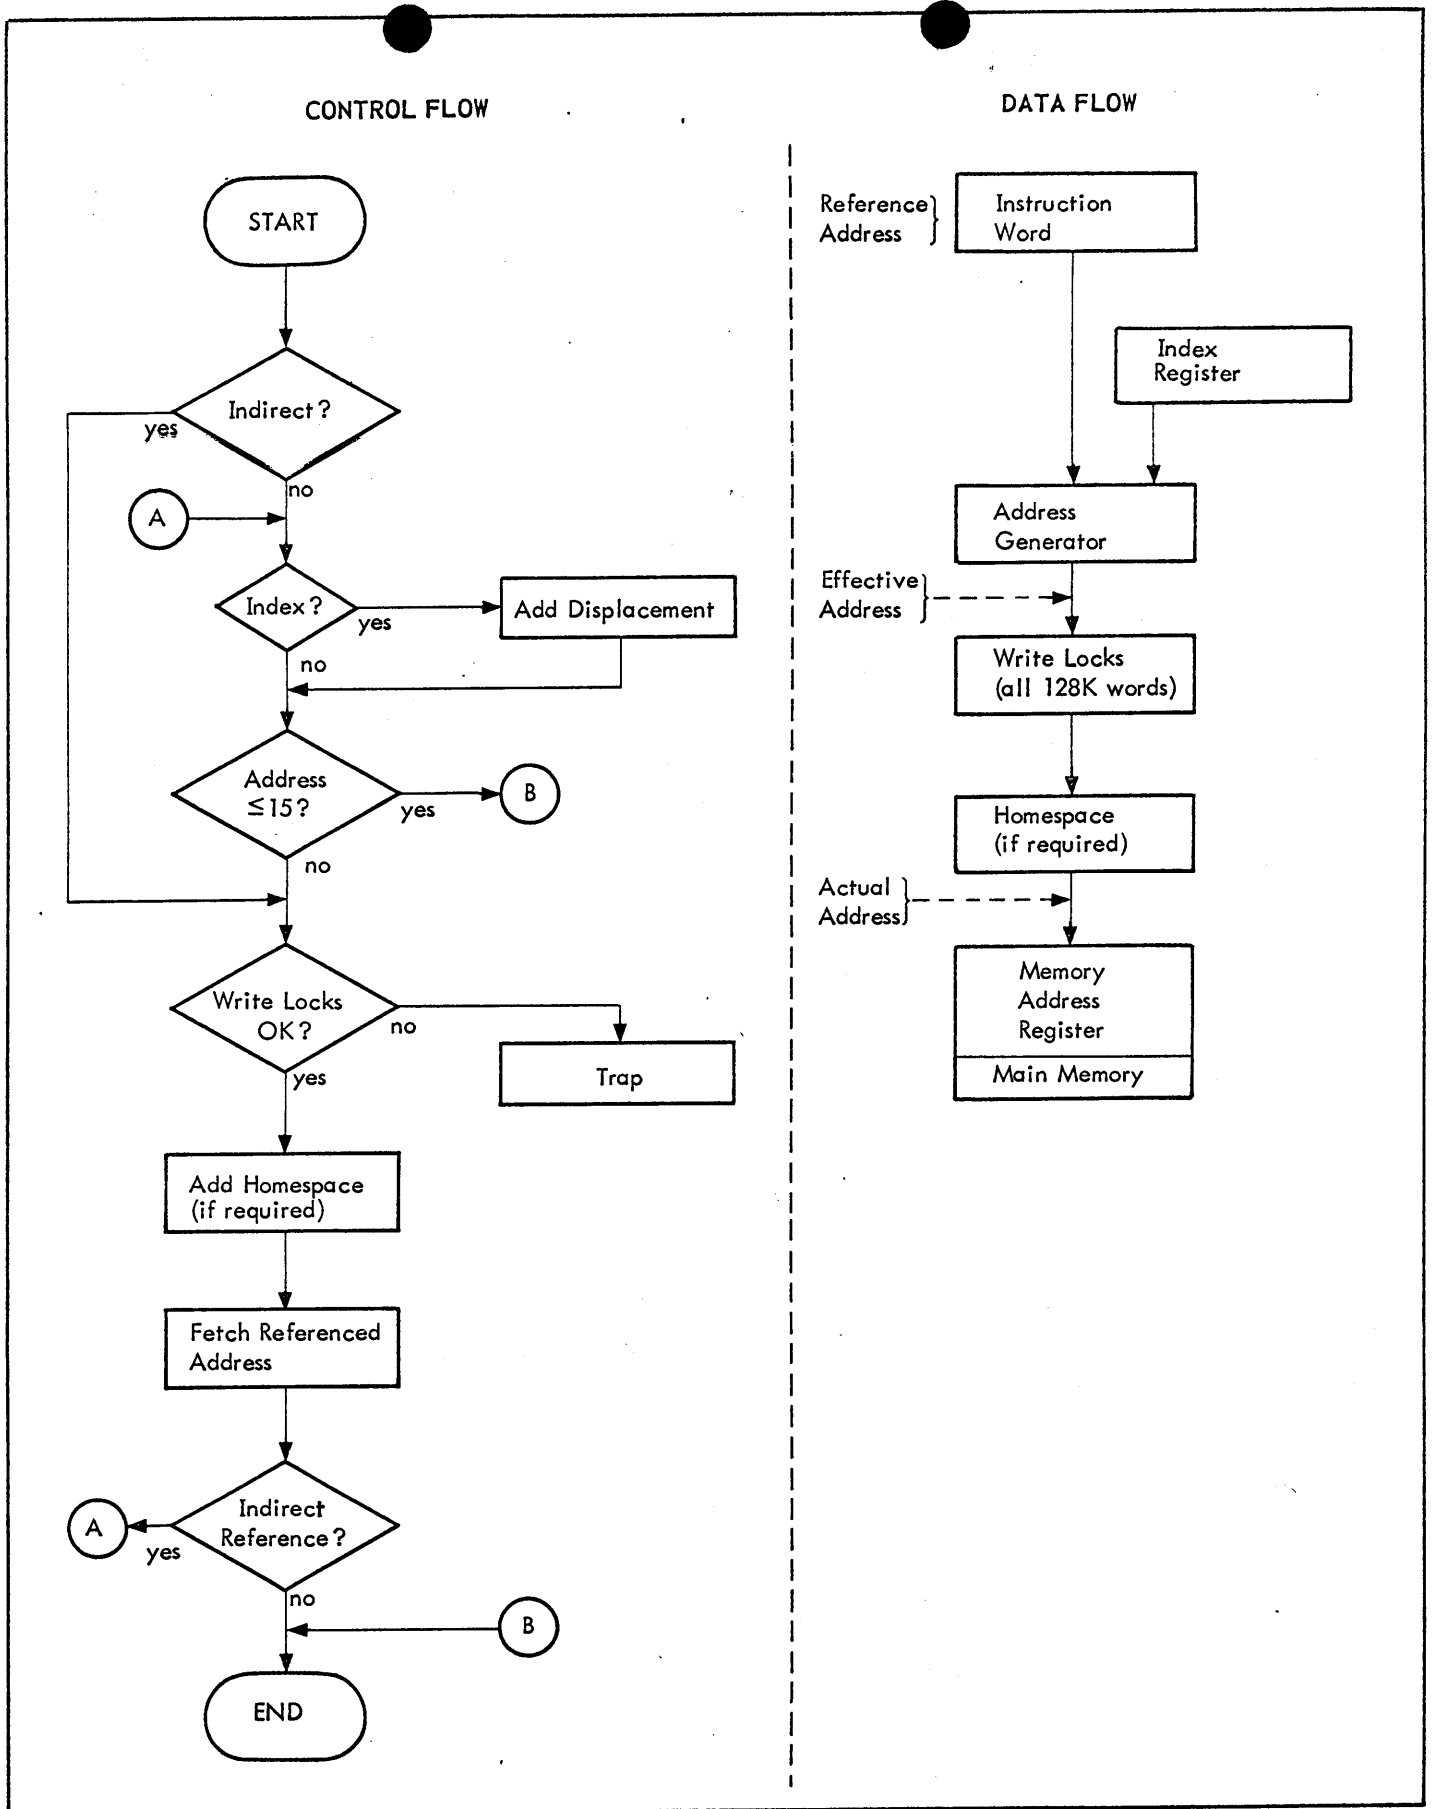 CONTROL FLOW
START
Indirect?
yes
no
A
Index?
yes
Add Displacement
no
Address
≤15?
yes
B
no
Write Locks
OK?
no
Trap
yes
Add Homespace
(if required)
Fetch Referenced
Address
Indirect
Reference?
A
yes
no
B
END
DATA FLOW
Reference
Address
Instruction
Word
Index
Register
Address
Generator
Effective
Address
Write Locks
(all 128K words)
Homespace
(if required)
Actual
Address
Memory
Address
Register
Main Memory